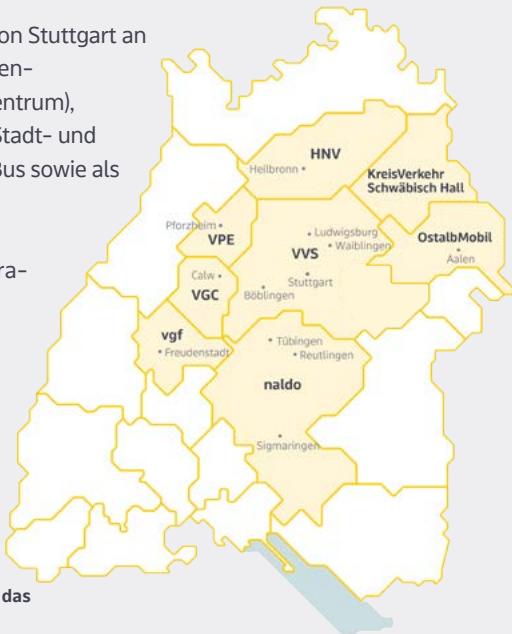 on Stuttgart an
en-
entrum),
Stadt- und
Bus sowie als
ra-
das
HNV
Heilbronn
KreisVerkehr
Schwäbisch Hall
Pforzheim
VPE
Ludwigsburg
Waiblingen
VVS
OstalbMobil
Aalen
Calw
VGC
Stuttgart
Böblingen
vgf
Freudenstadt
Tübingen
Reutlingen
naldo
Sigmaringen